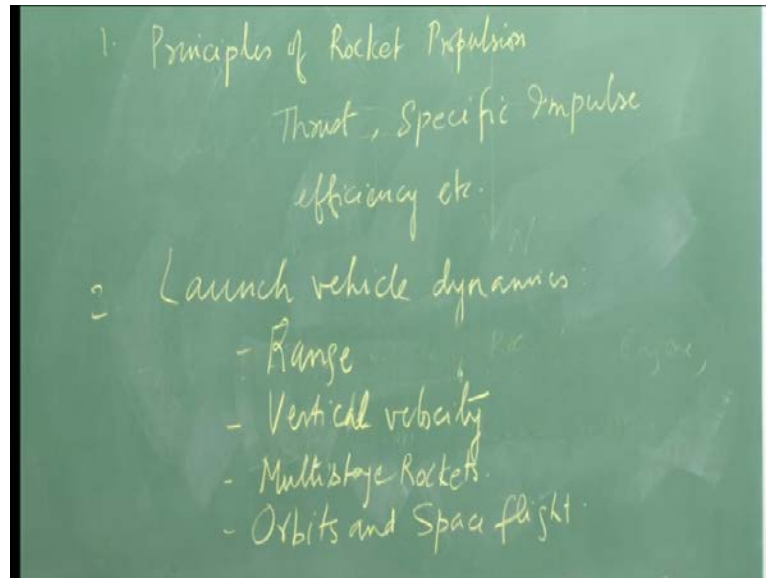 1. Principles of Rocket Propulsion
Thrust, Specific Impulse
efficiency etc.
2 Launch vehicle dynamics:
- Range
- Vertical velocity
- Multistage Rockets.
- Orbits and Space flight.